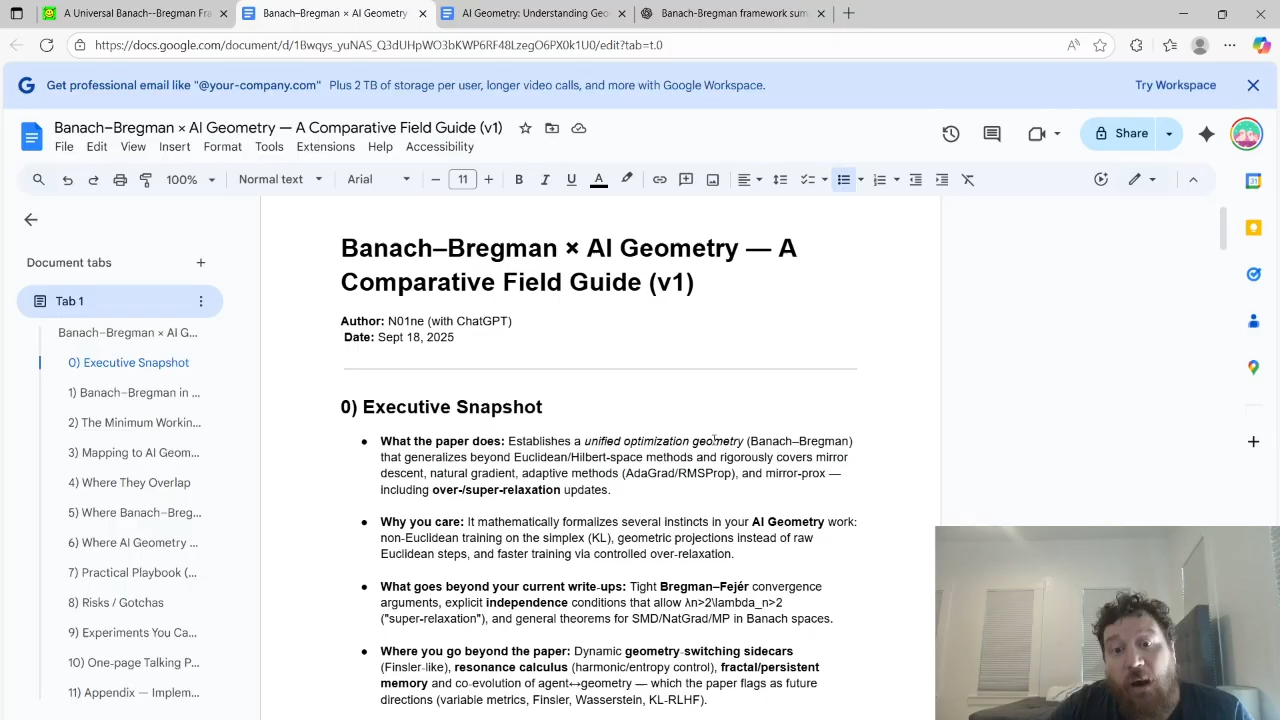 A Universal Banach–Bregman Fra
Banach–Bregman × AI Geometry
AI Geometry: Understanding Geo
Banach-Bregman framework sum
https://docs.google.com/document/d/1Bwqys_yuNAS_Q3dUHpWO3bKWP6RF48LzegO6PX0k1U0/edit?tab=t.0
Get professional email like "@your-company.com" Plus 2 TB of storage per user, longer video calls, and more with Google Workspace.
Try Workspace
Banach–Bregman × AI Geometry — A Comparative Field Guide (v1)
File Edit View Insert Format Tools Extensions Help Accessibility
Share
100% Normal text Arial 11
Document tabs
Tab 1
Banach–Bregman × AI G...
0) Executive Snapshot
1) Banach–Bregman in ...
2) The Minimum Workin...
3) Mapping to AI Geom...
4) Where They Overlap
5) Where Banach–Breg...
6) Where AI Geometry ...
7) Practical Playbook (...
8) Risks / Gotchas
9) Experiments You Ca...
10) One-page Talking P...
11) Appendix — Implem...
Banach–Bregman × AI Geometry — A
Comparative Field Guide (v1)
Author: N01ne (with ChatGPT)
Date: Sept 18, 2025
0) Executive Snapshot
● What the paper does: Establishes a unified optimization geometry (Banach–Bregman)
that generalizes beyond Euclidean/Hilbert-space methods and rigorously covers mirror
descent, natural gradient, adaptive methods (AdaGrad/RMSProp), and mirror-prox —
including over-/super-relaxation updates.
● Why you care: It mathematically formalizes several instincts in your AI Geometry work:
non-Euclidean training on the simplex (KL), geometric projections instead of raw
Euclidean steps, and faster training via controlled over-relaxation.
● What goes beyond your current write-ups: Tight Bregman–Fejér convergence
arguments, explicit independence conditions that allow λn>2\lambda_n>2
("super-relaxation"), and general theorems for SMD/NatGrad/MP in Banach spaces.
● Where you go beyond the paper: Dynamic geometry-switching sidecars
(Finsler-like), resonance calculus (harmonic/entropy control), fractal/persistent
memory and co-evolution of agent↔geometry — which the paper flags as future
directions (variable metrics, Finsler, Wasserstein, KL-RLHF).